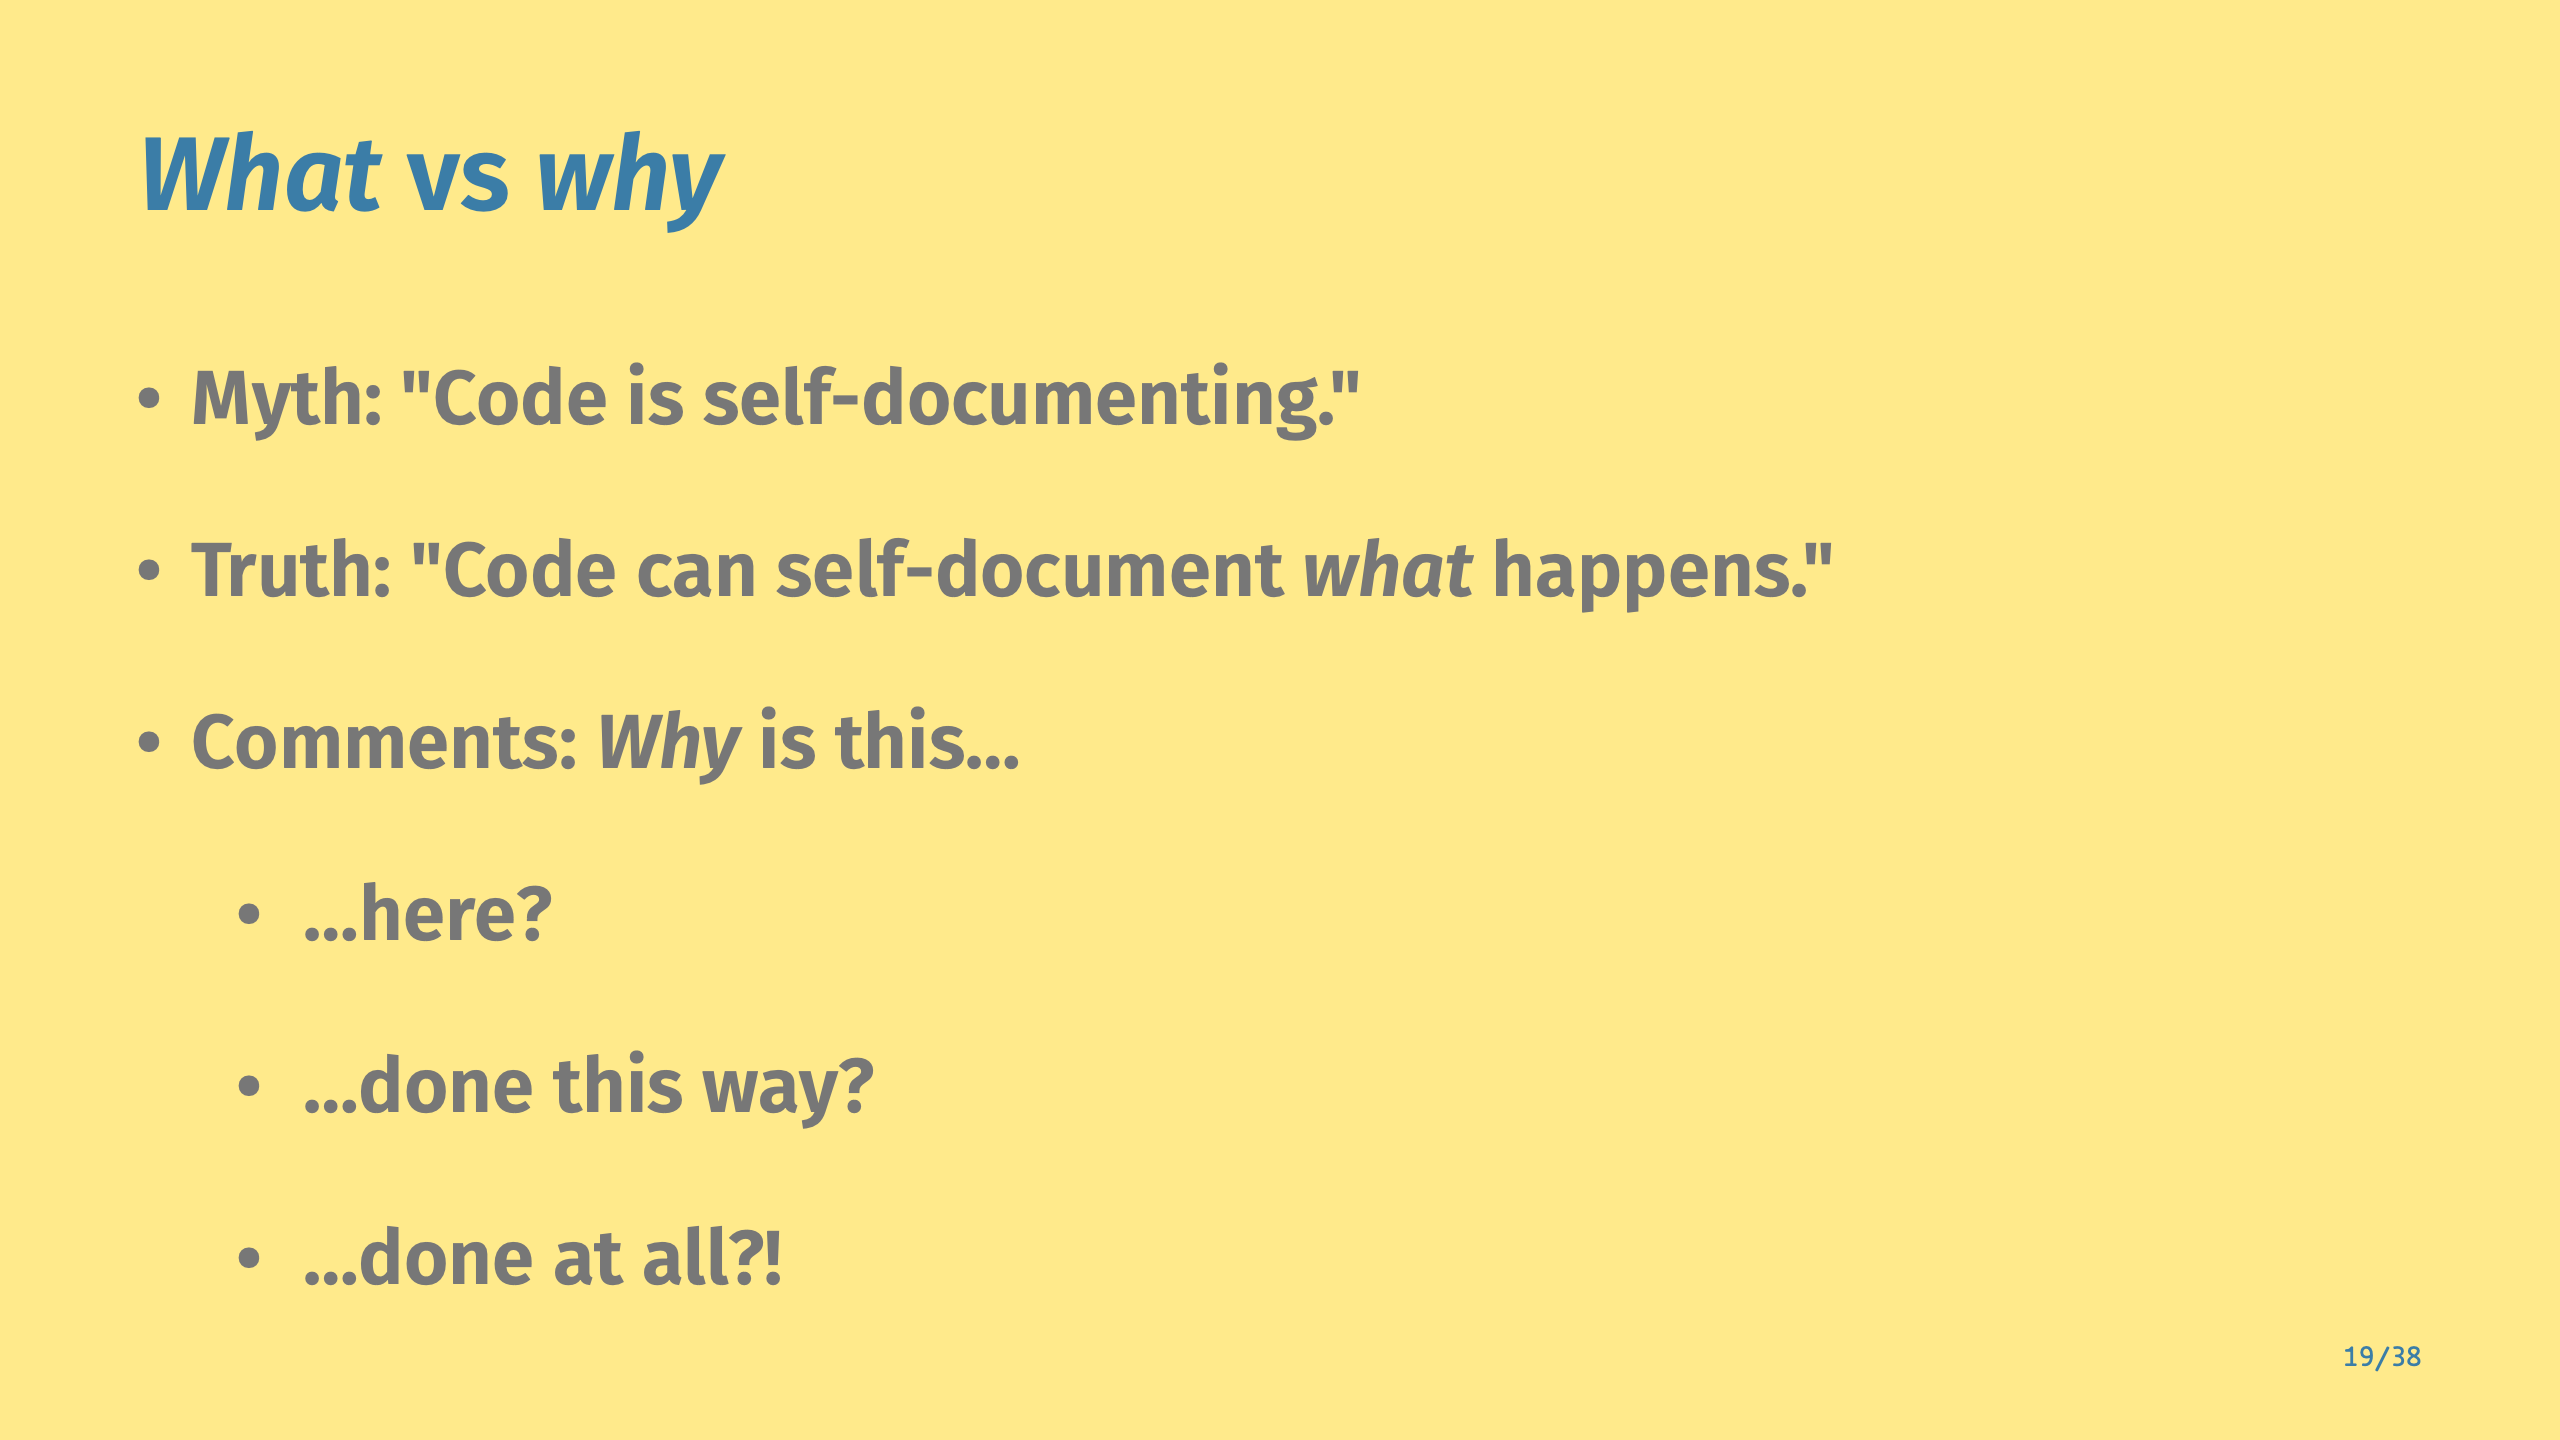 What vs why
• Myth: "Code is self-documenting."
• Truth: "Code can self-document what happens."
• Comments: Why is this…
• …here?
• …done this way?
• …done at all?!
19/38